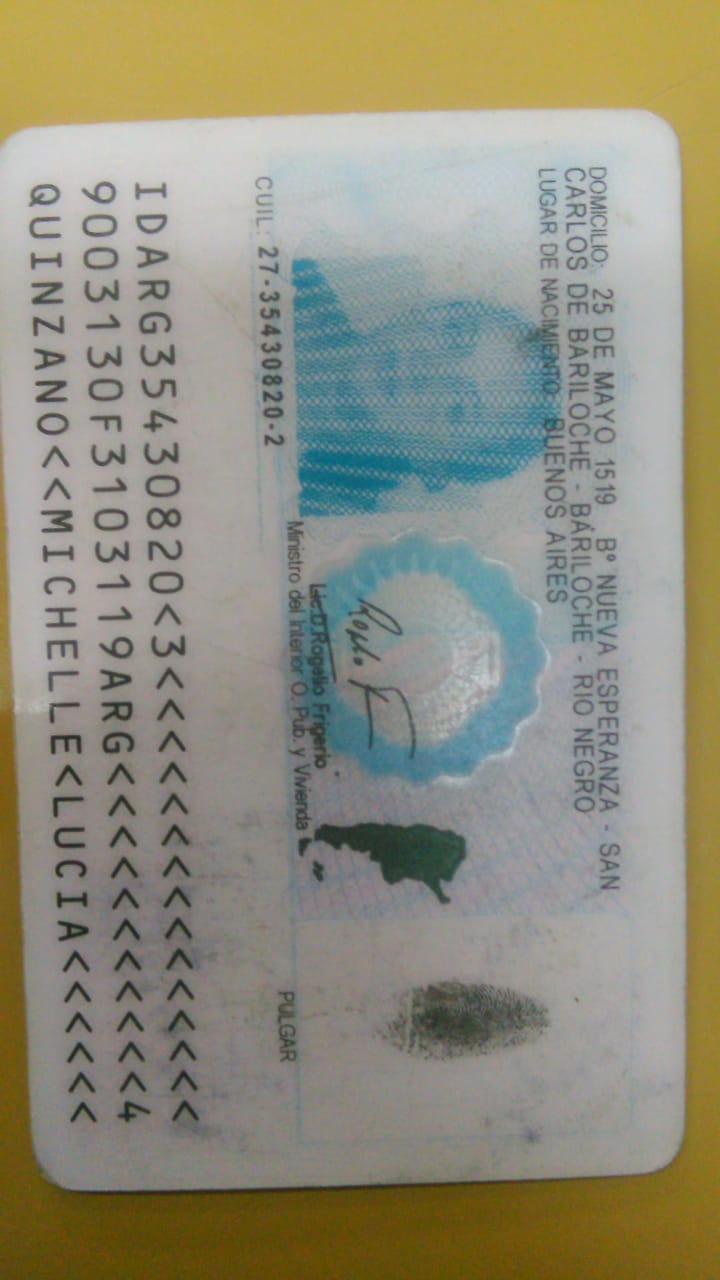 DOMICILIO: 25 DE MAYO 1519 Bº NUEVA ESPERANZA - SAN
CARLOS DE BARILOCHE - BARILOCHE - RIO NEGRO
LUGAR DE NACIMIENTO: BUENOS AIRES
Lic.D.Rogelio Frigerio
Ministro del Interior O. Pub. y Vivienda
PULGAR
CUIL: 27-35430820-2
IDARG35430820<3<<<<<<<<<<<<<<<
9003130F3103119ARG<<<<<<<<<<<4
QUINZANO<<MICHELLE<LUCIA<<<<<<